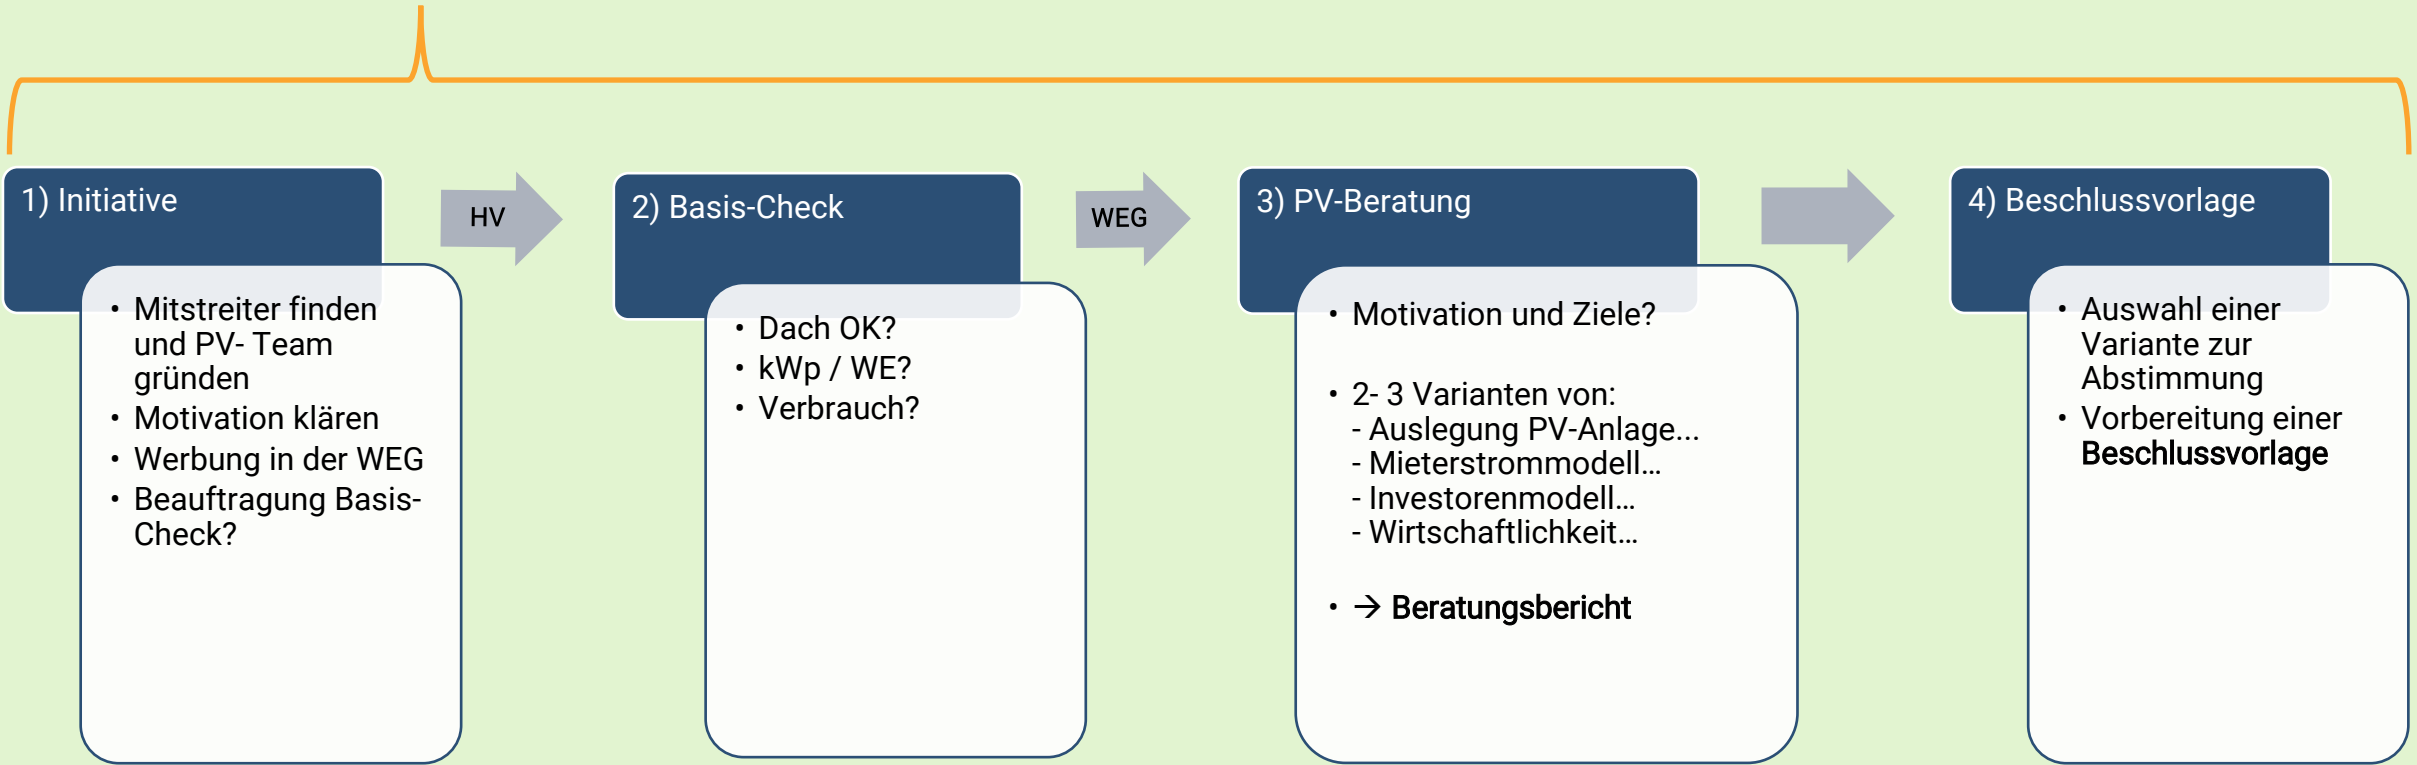 1) Initiative
• Mitstreiter finden
und PV- Team
gründen
• Motivation klären
• Werbung in der WEG
• Beauftragung Basis-
Check?
HV
2) Basis-Check
• Dach OK?
• kWp / WE?
• Verbrauch?
WEG
3) PV-Beratung
• Motivation und Ziele?
• 2- 3 Varianten von:
- Auslegung PV-Anlage...
- Mieterstrommodell...
- Investorenmodell...
- Wirtschaftlichkeit...
• → Beratungsbericht
4) Beschlussvorlage
• Auswahl einer
Variante zur
Abstimmung
• Vorbereitung einer
Beschlussvorlage